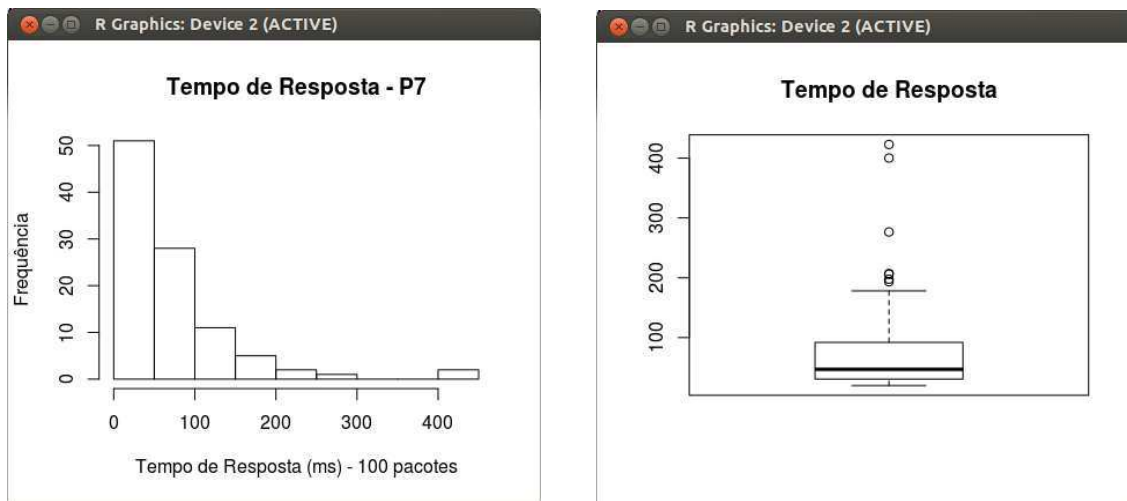 R Graphics: Device 2 (ACTIVE)
Tempo de Resposta - P7
Frequência
50
40
30
20
10
0
0 100 200 300 400
Tempo de Resposta (ms) - 100 pacotes
R Graphics: Device 2 (ACTIVE)
Tempo de Resposta
400
300
200
100